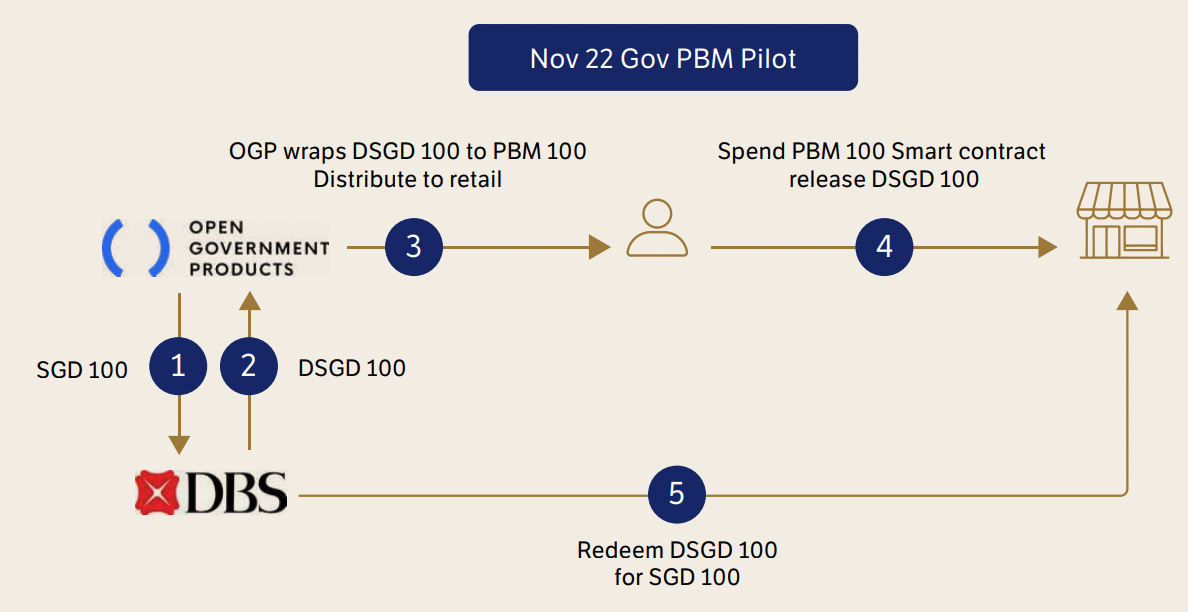 Nov 22 Gov PBM Pilot
OGP wraps DSGD 100 to PBM 100
Distribute to retail
Spend PBM 100 Smart contract
release DSGD 100
OPEN
GOVERNMENT
PRODUCTS
3
4
SGD 100
1
2
DSGD 100
DBS
5
Redeem DSGD 100
for SGD 100